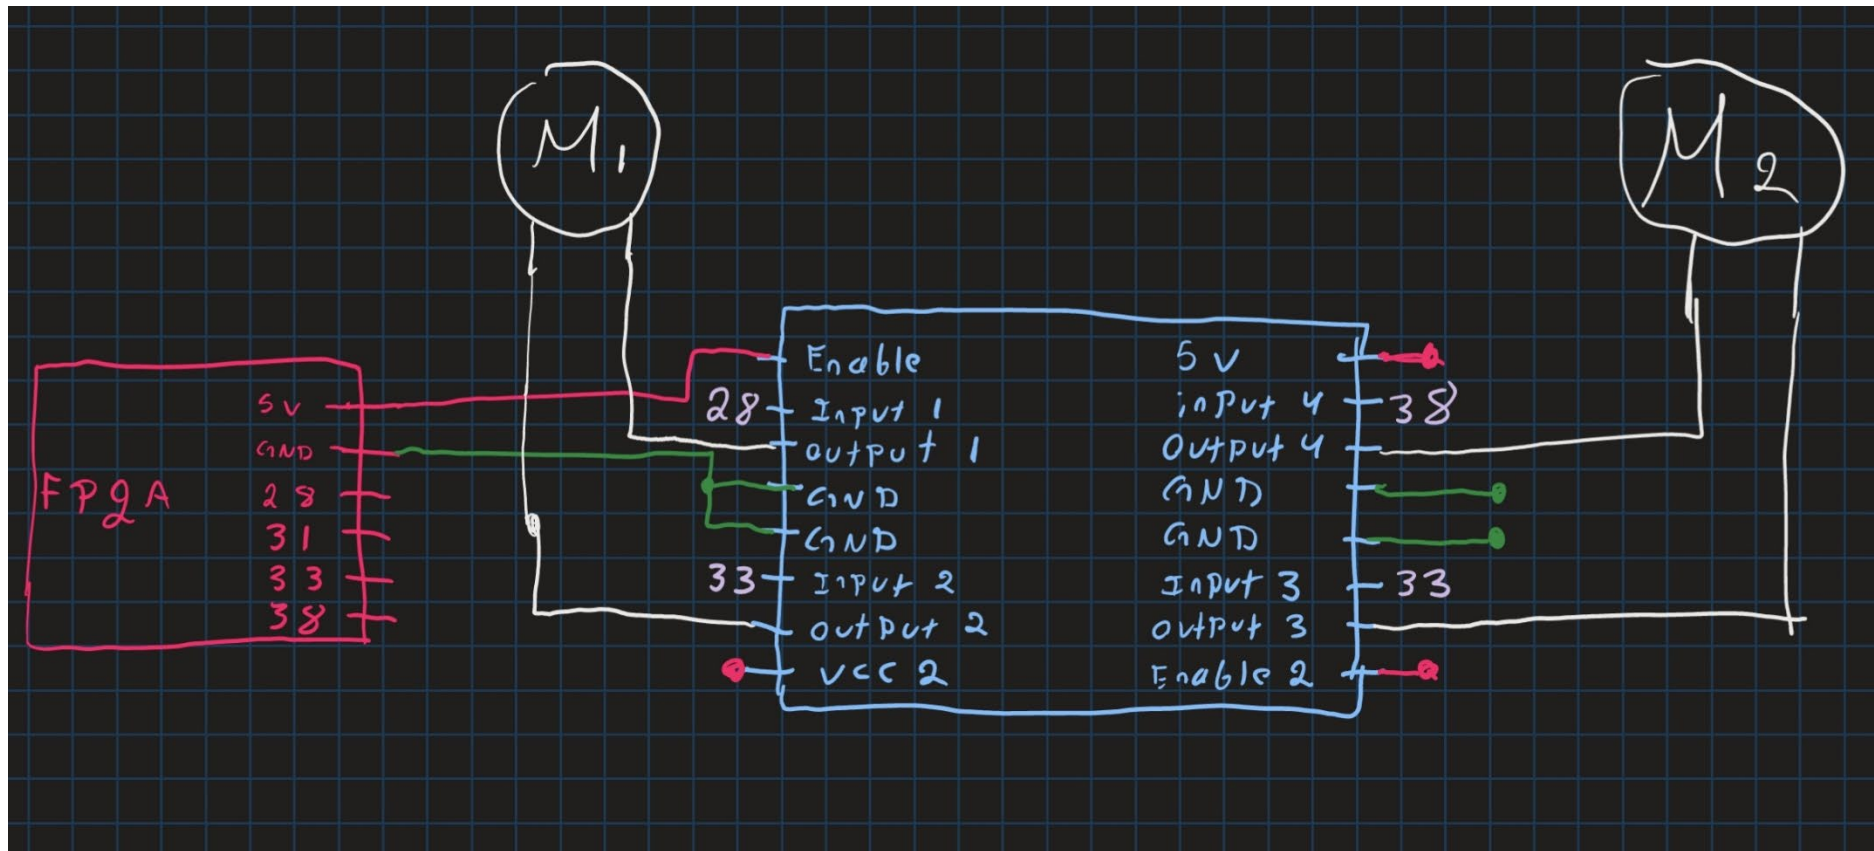 M1
M2
5V
GND
FPgA
28
31
33
38
Enable
28 Input 1
Output 1
GND
GND
33 Input 2
Output 2
VCC 2
5V
input 4 38
Output 4
GND
GND
Input 3 33
Output 3
Enable 2